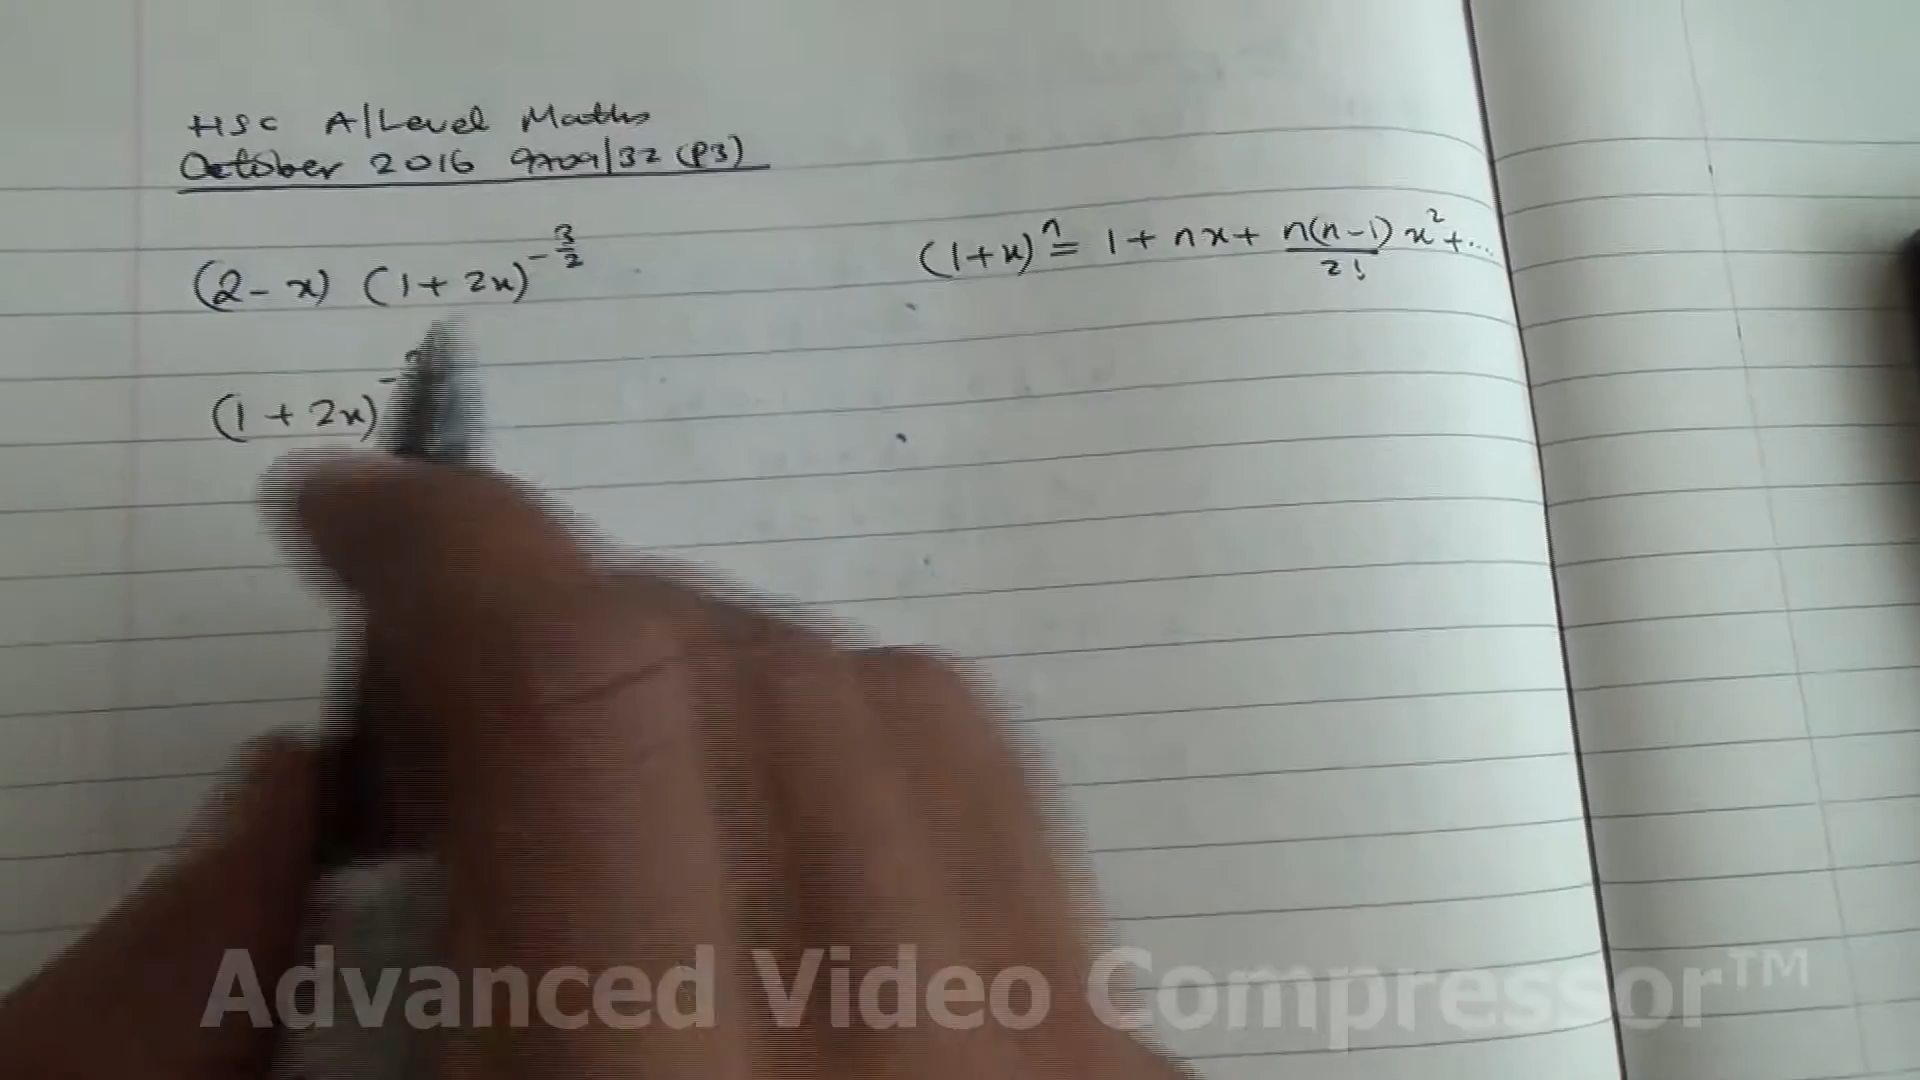 HSC A/Level Maths
October 2016 9709/32 (P3)
(2 - x) (1 + 2x)^{-3/2}
(1+x)^n = 1 + nx + n(n-1)/2! x^2 + ...
(1 + 2x)^-
Advanced Video Compressor™